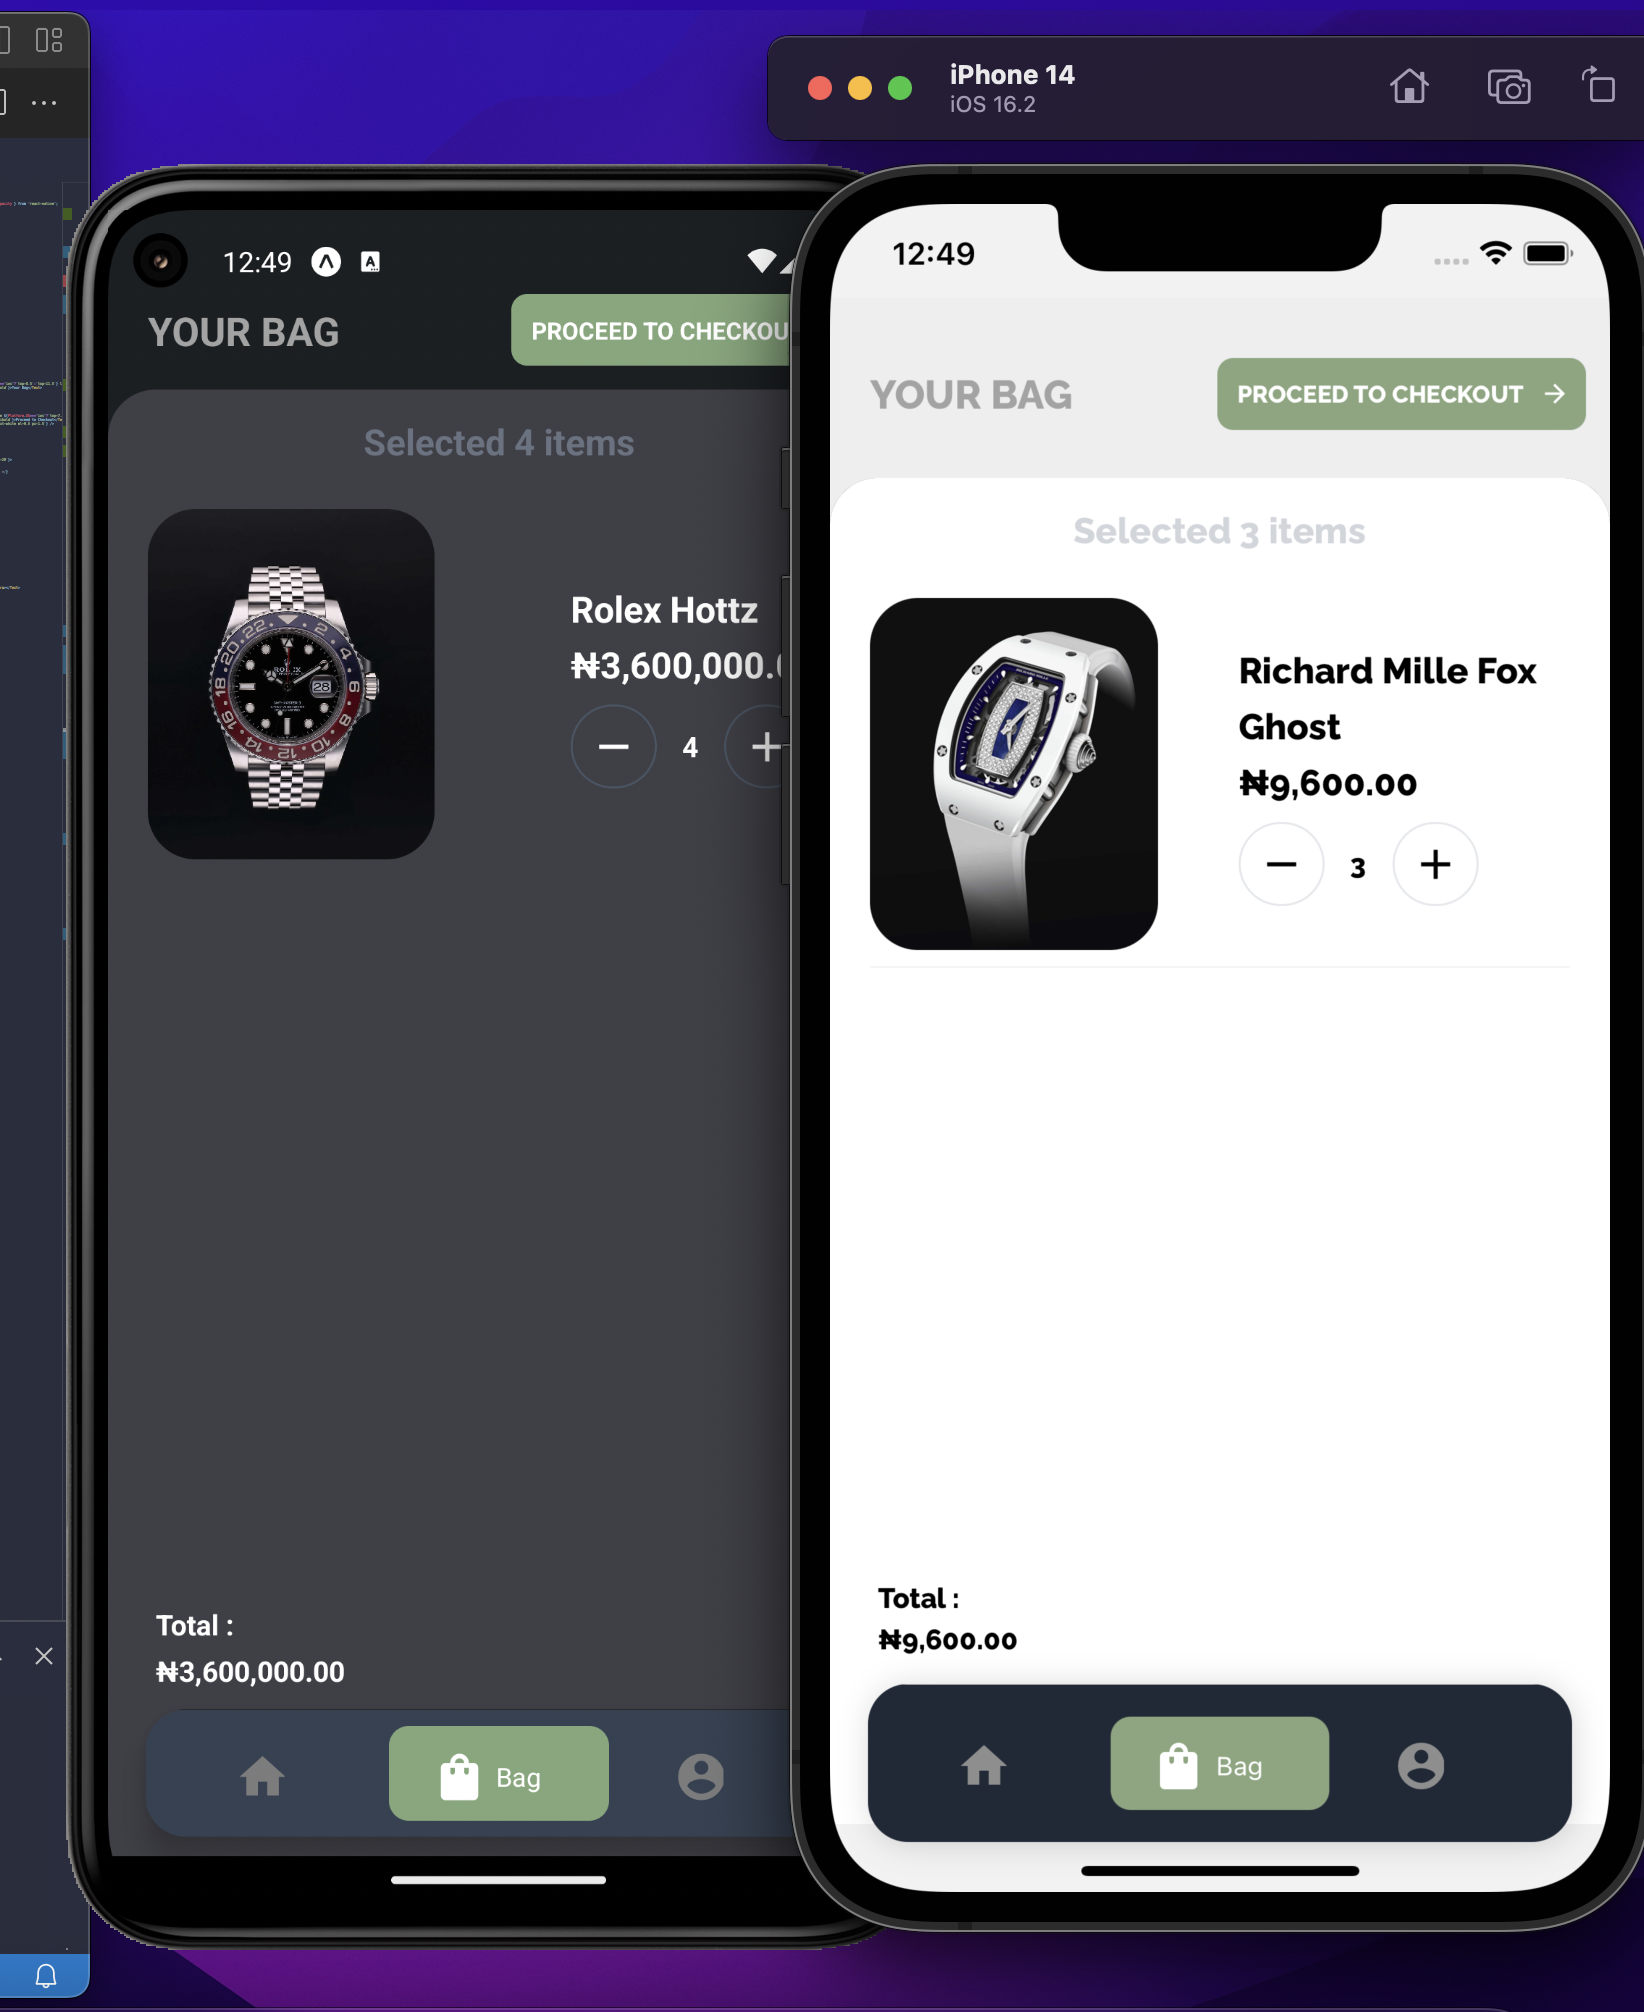 iPhone 14
iOS 16.2
12:49
A
YOUR BAG
PROCEED TO CHECKOU
Selected 4 items
Rolex Hottz
₦3,600,000.
4
Total :
₦3,600,000.00
Bag
12:49
YOUR BAG
PROCEED TO CHECKOUT
Selected 3 items
Richard Mille Fox
Ghost
₦9,600.00
3
Total :
₦9,600.00
Bag